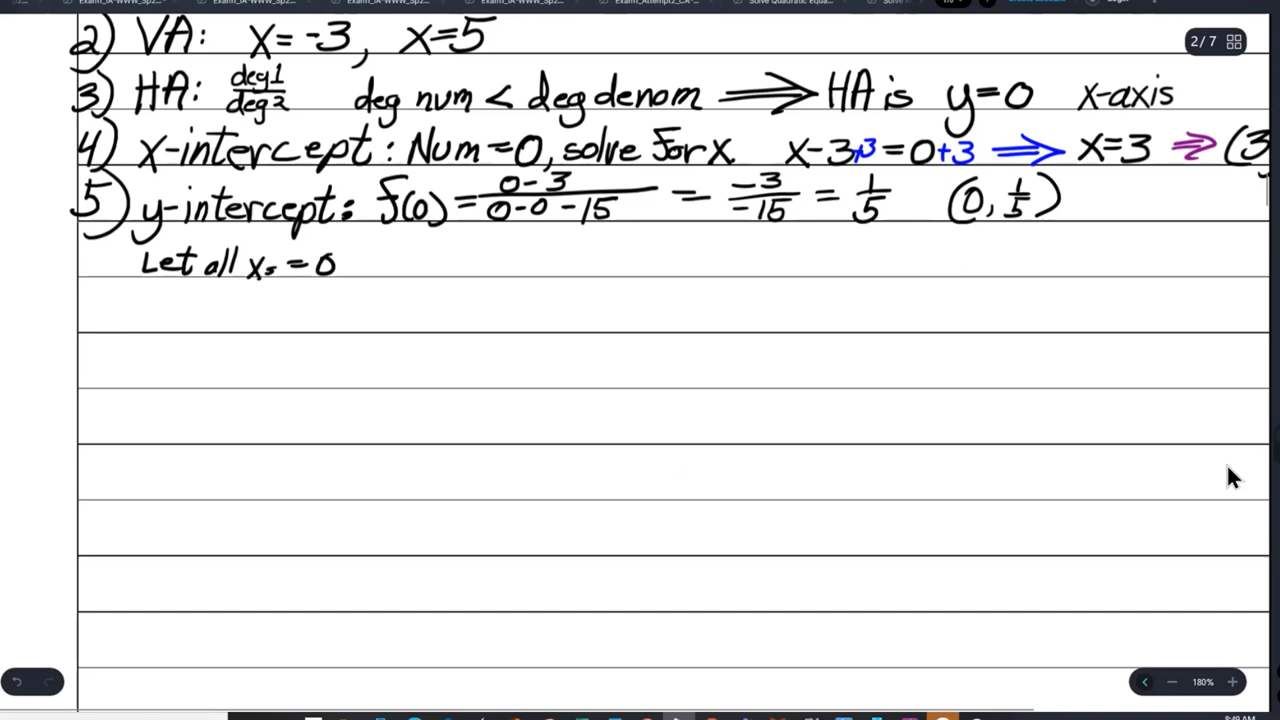 2) VA: x=-3, x=5
2/7
3) HA: deg1/deg2 deg num < deg denom ⟹ HA is y=0 x-axis
4) x-intercept: Num=0, solve for x x-3+3=0+3 ⟹ x=3 ⟹ (3
5) y-intercept: f(0) = 0-3/0-0-15 = -3/-15 = 1/5 (0, 1/5)
Let all xs = 0
180%